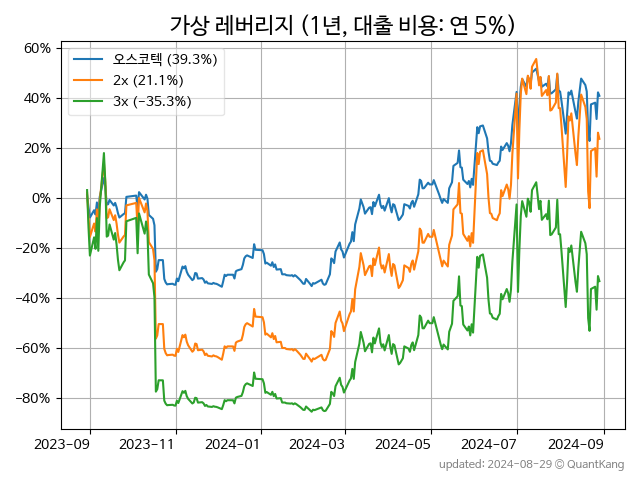 가상 레버리지 (1년, 대출 비용: 연 5%)
오스코텍 (39.3%)
2x (21.1%)
3x (−35.3%)
60%
40%
20%
0%
−20%
−40%
−60%
−80%
2023-09 2023-11 2024-01 2024-03 2024-05 2024-07 2024-09
updated: 2024-08-29 © QuantKang